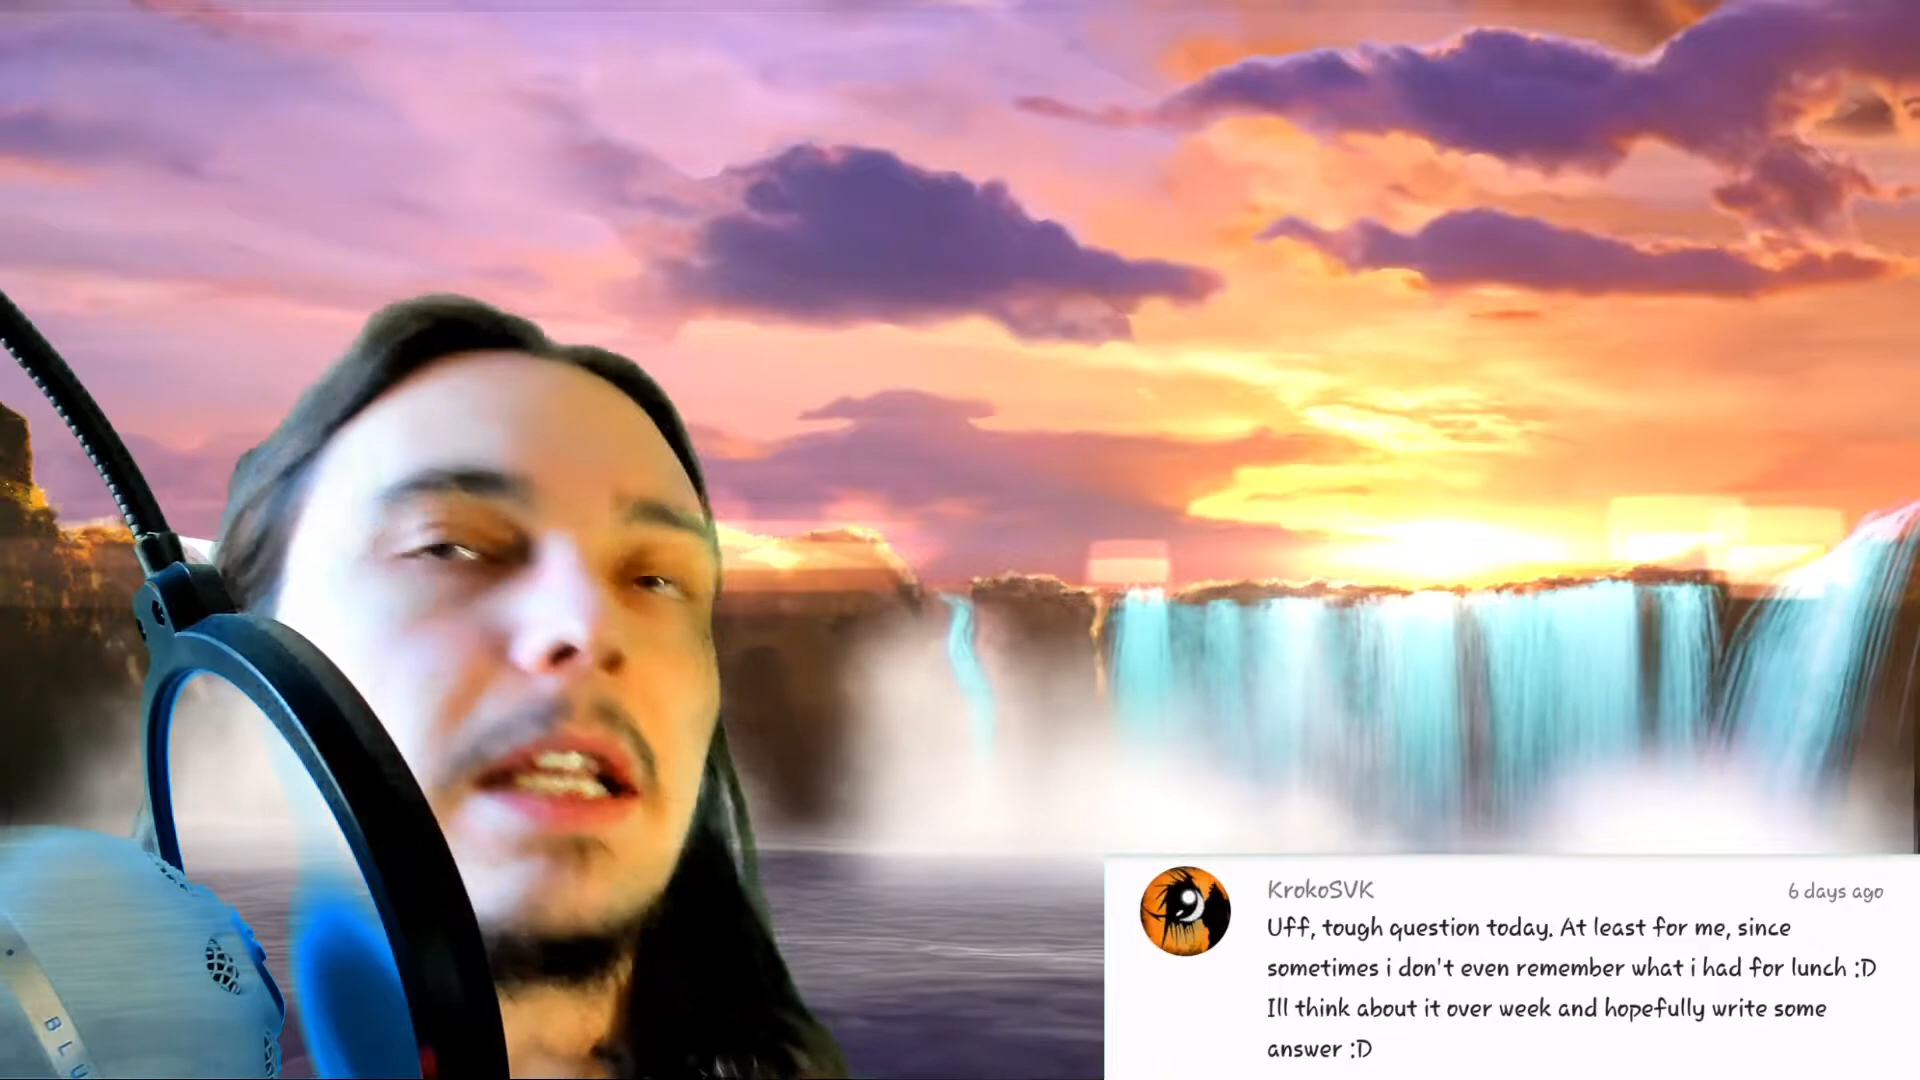 KrokoSVK 6 days ago
Uff, tough question today. At least for me, since
sometimes i don't even remember what i had for lunch :D
Ill think about it over week and hopefully write some
answer :D
BLU